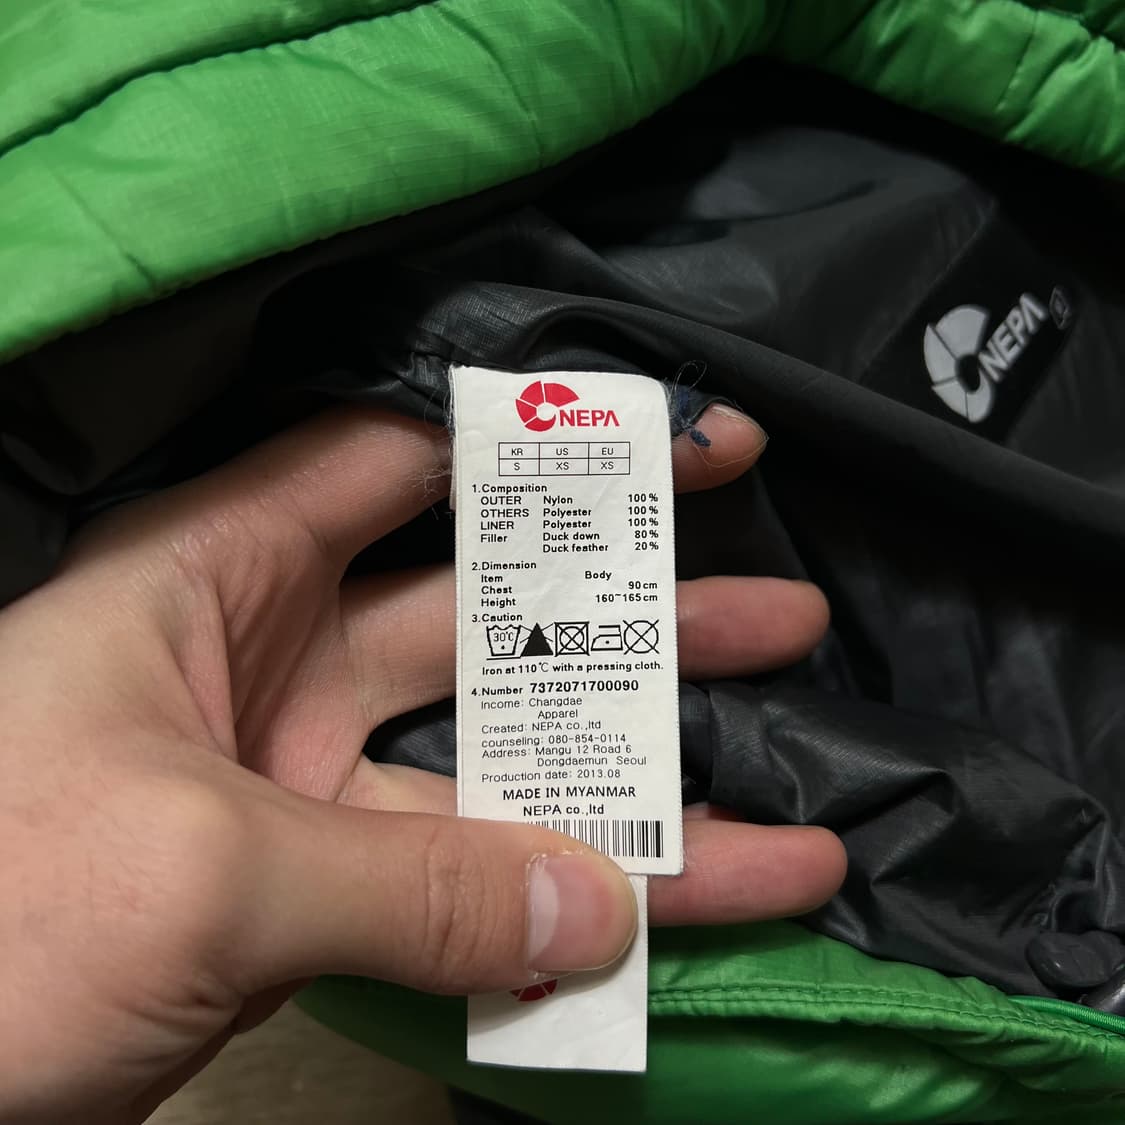 NEPA
KR US EU
S XS XS
1.Composition
OUTER Nylon 100%
OTHERS Polyester 100%
LINER Polyester 100%
Filler Duck down 80%
Duck feather 20%
2.Dimension
Item Body
Chest 90cm
Height 160~165cm
3.Caution
30℃
Iron at 110℃ with a pressing cloth.
4.Number 7372071700090
Income: Changdae
Apparel
Created: NEPA co.,ltd
counseling: 080-854-0114
Address: Mangu 12 Road 6
Dongdaemun Seoul
Production date: 2013.08
MADE IN MYANMAR
NEPA co.,ltd
NEPA